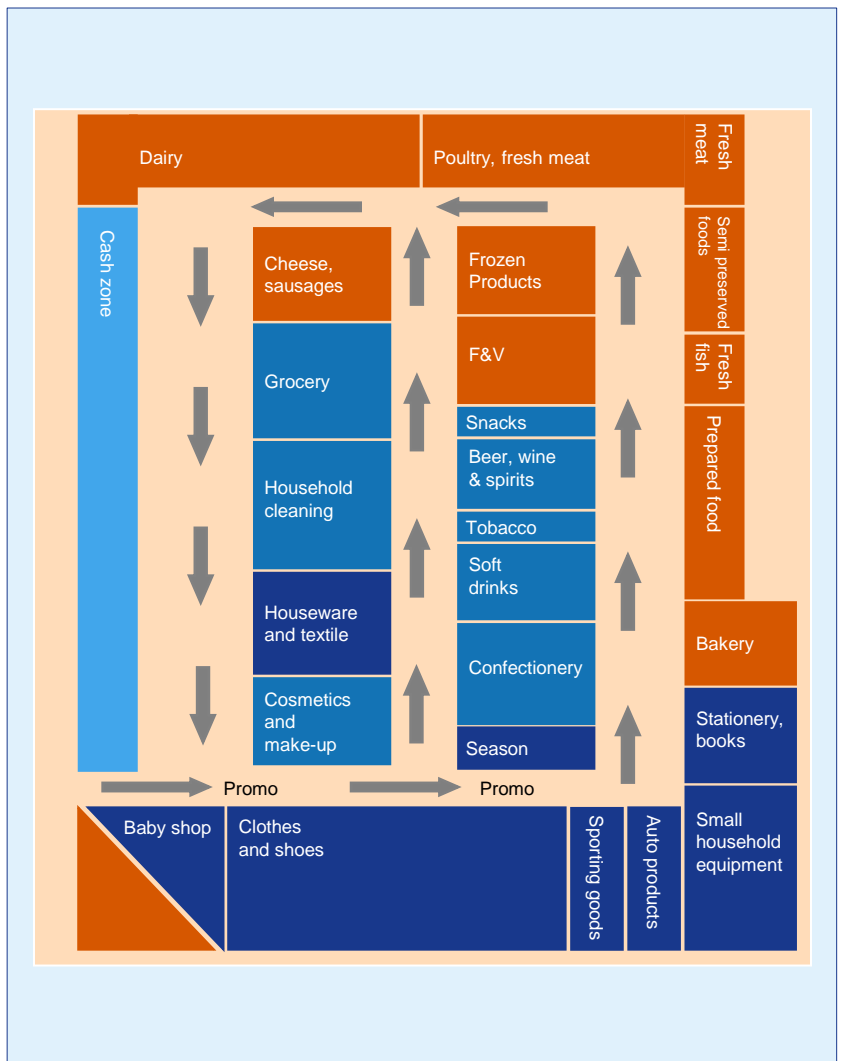 Dairy
Poultry, fresh meat
Fresh
meat
Cash zone
Cheese,
sausages
Frozen
Products
Semi preserved
foods
Grocery
F&V
Fresh
fish
Snacks
Beer, wine
& spirits
Prepared food
Household
cleaning
Tobacco
Soft
drinks
Houseware
and textile
Confectionery
Bakery
Cosmetics
and
make-up
Season
Stationery,
books
Promo
Promo
Baby shop
Clothes
and shoes
Sporting goods
Auto products
Small
household
equipment